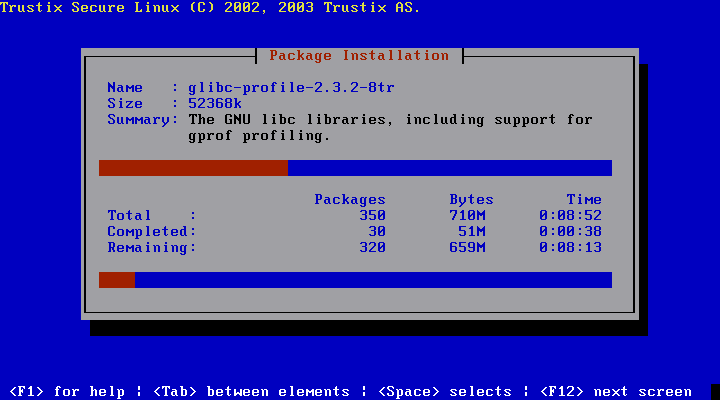 Trustix Secure Linux (C) 2002, 2003 Trustix AS.
Package Installation
Name   : glibc-profile-2.3.2-8tr
Size   : 52368k
Summary: The GNU libc libraries, including support for
gprof profiling.
Packages       Bytes        Time
Total    :                  350        710M      0:08:52
Completed:                   30         51M      0:00:38
Remaining:                  320        659M      0:08:13
<F1> for help ¦ <Tab> between elements ¦ <Space> selects ¦ <F12> next screen